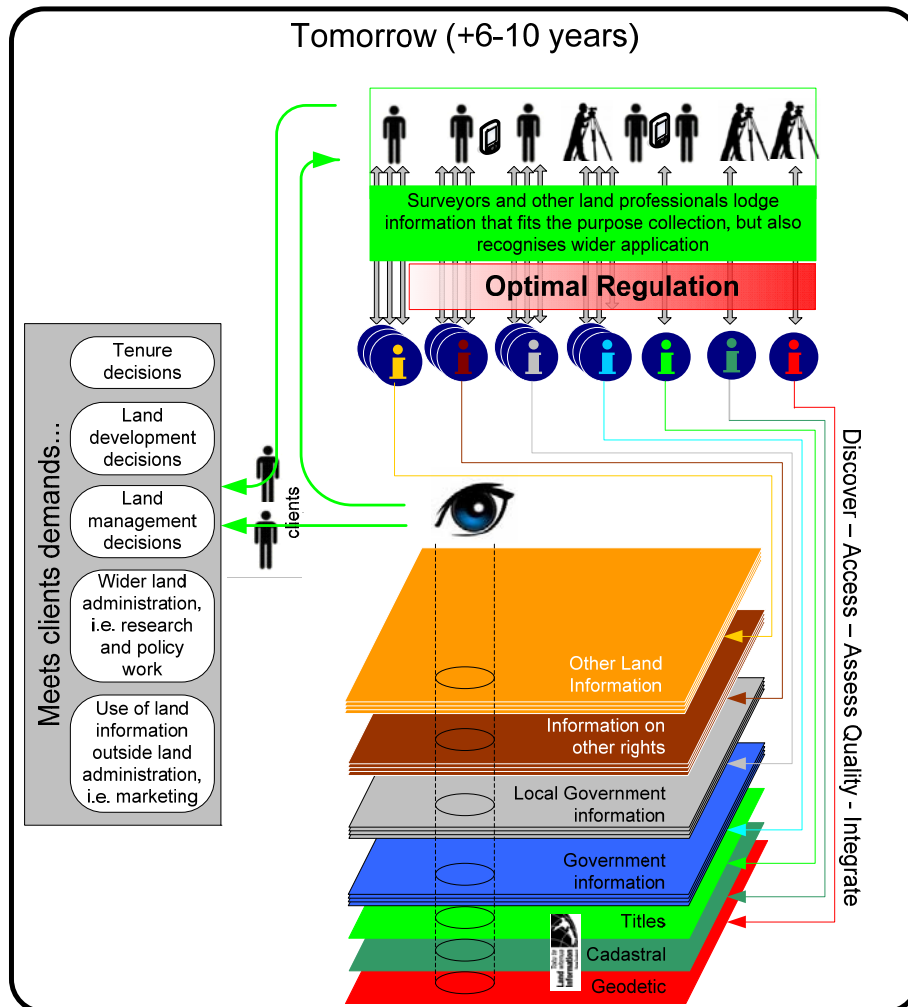 Tomorrow (+6-10 years)
Surveyors and other land professionals lodge
information that fits the purpose collection, but also
recognises wider application
Optimal Regulation
Meets clients demands...
Tenure
decisions
Land
development
decisions
Land
management
decisions
Wider land
administration,
i.e. research
and policy
work
Use of land
information
outside land
administration,
i.e. marketing
clients
Other Land
Information
Information on
other rights
Local Government
information
Government
information
Titles
Cadastral
Geodetic
Land
Information
Discover – Access – Assess Quality - Integrate